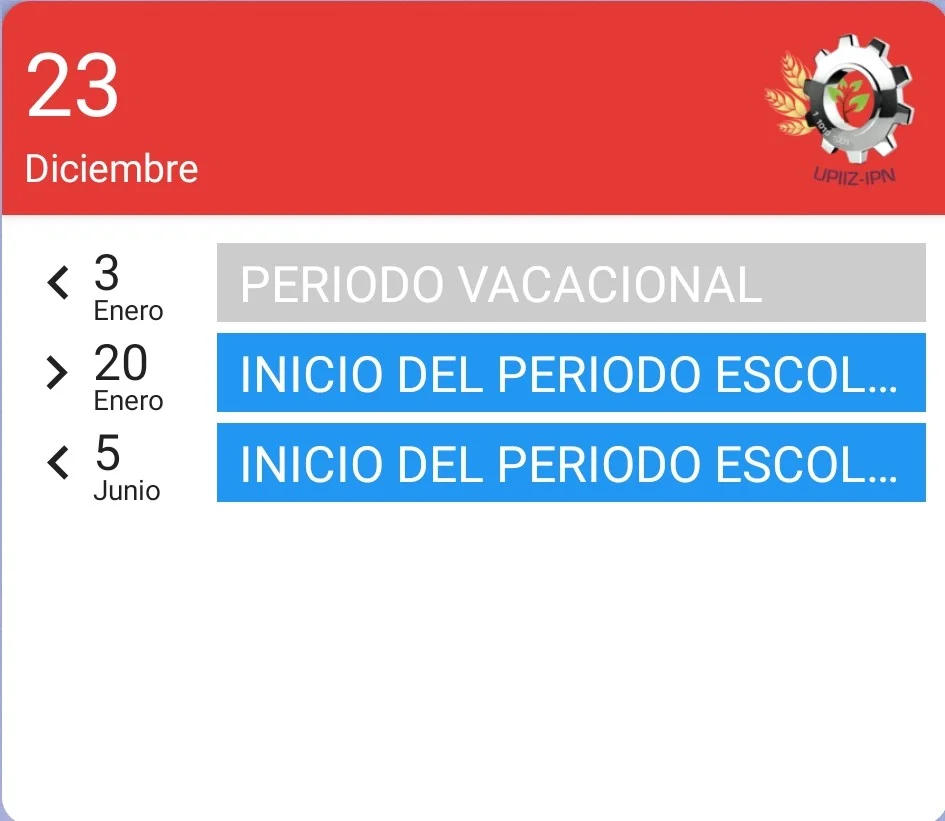 23
Diciembre
UPIIZ-IPN
3
Enero
PERIODO VACACIONAL
20
Enero
INICIO DEL PERIODO ESCOL...
5
Junio
INICIO DEL PERIODO ESCOL...